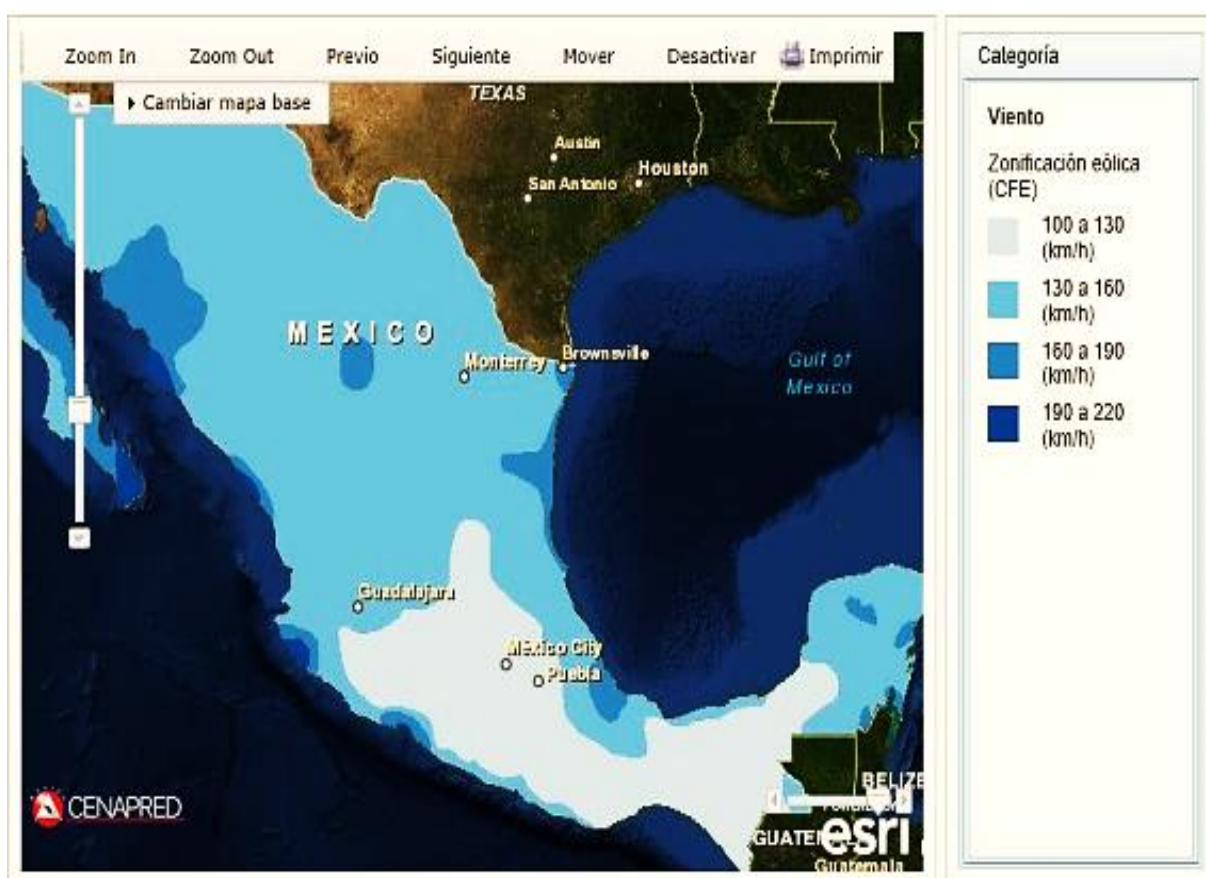 Zoom In Zoom Out Previo Siguiente Mover Desactivar Imprimir
Cambiar mapa base
TEXAS
Austin
Houston
San Antonio
MEXICO
Monterrey
Brownsville
Gulf of
Mexico
Guadalajara
México City
Puebla
BELIZE
CENAPRED
esri
GUATEM
Guatemala
Categoría
Viento
Zonificación eólica
(CFE)
100 a 130
(km/h)
130 a 160
(km/h)
160 a 190
(km/h)
190 a 220
(km/h)